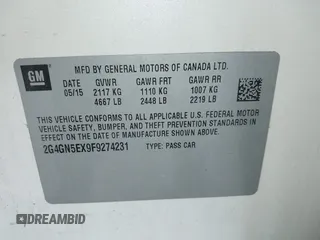 GM
MFD BY GENERAL MOTORS OF CANADA LTD.
DATE GVWR GAWR FRT GAWR RR
05/15 2117 KG 1110 KG 1007 KG
4667 LB 2448 LB 2219 LB
THIS VEHICLE CONFORMS TO ALL APPLICABLE U.S. FEDERAL MOTOR
VEHICLE SAFETY, BUMPER, AND THEFT PREVENTION STANDARDS IN
EFFECT ON THE DATE OF MANUFACTURE SHOWN ABOVE.
2G4GN5EX9F9274231 TYPE: PASS CAR
© 2024 BIDFAX